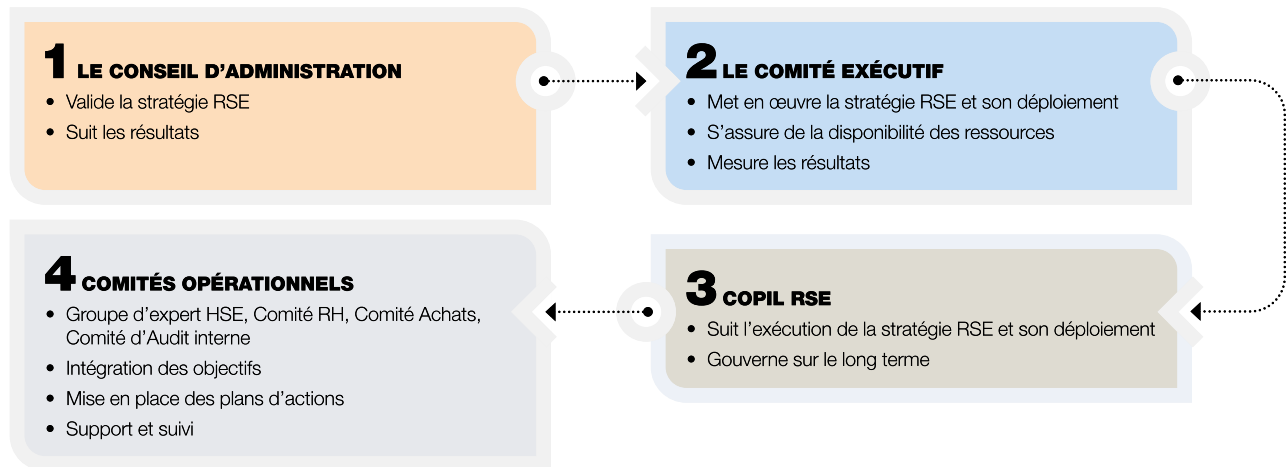 1 LE CONSEIL D’ADMINISTRATION
• Valide la stratégie RSE
• Suit les résultats
2 LE COMITÉ EXÉCUTIF
• Met en œuvre la stratégie RSE et son déploiement
• S’assure de la disponibilité des ressources
• Mesure les résultats
3 COPIL RSE
• Suit l’exécution de la stratégie RSE et son déploiement
• Gouverne sur le long terme
4 COMITÉS OPÉRATIONNELS
• Groupe d’expert HSE, Comité RH, Comité Achats,
Comité d’Audit interne
• Intégration des objectifs
• Mise en place des plans d’actions
• Support et suivi